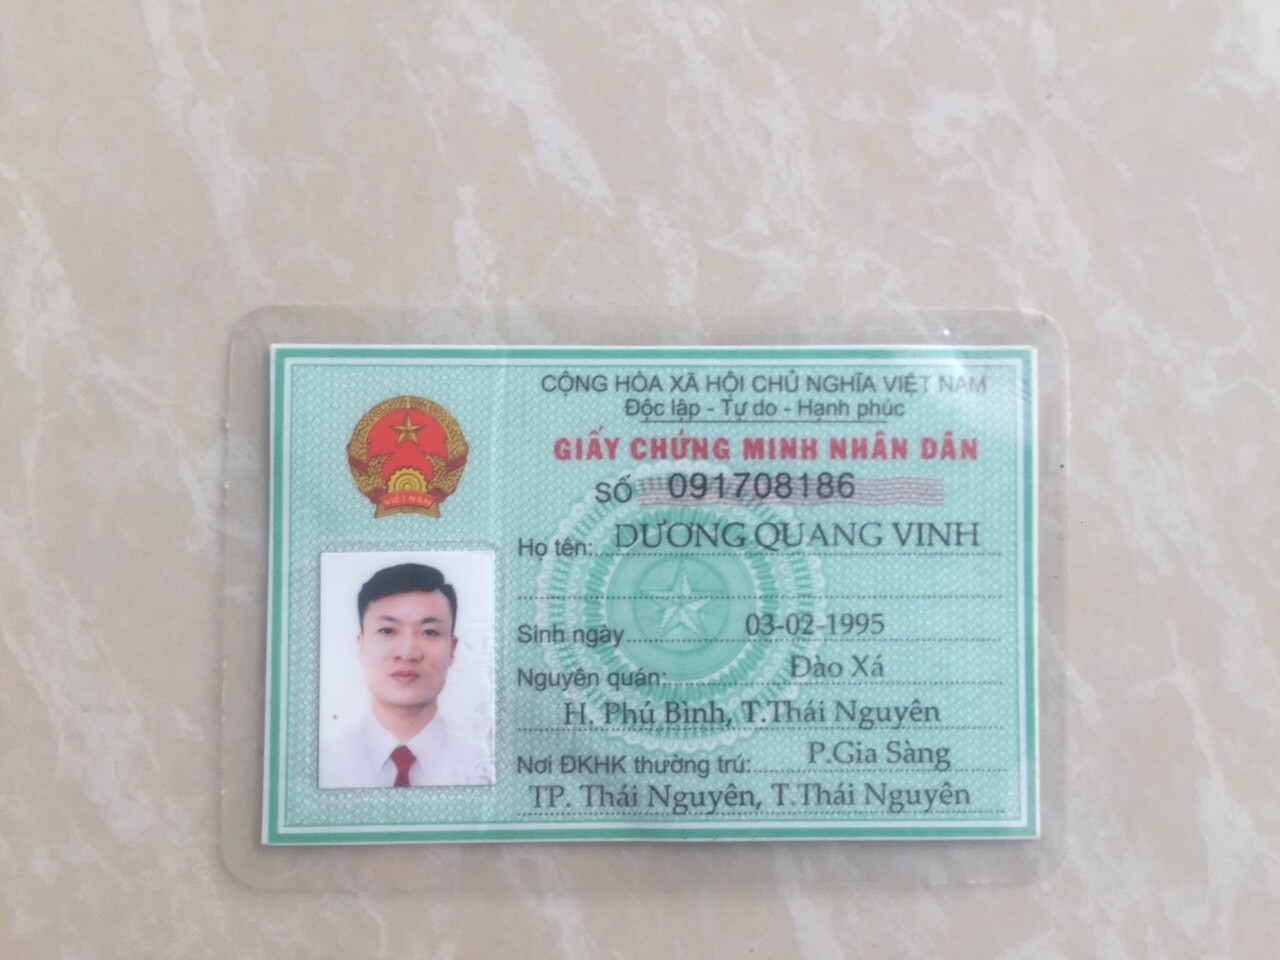 CỘNG HÒA XÃ HỘI CHỦ NGHĨA VIỆT NAM
Độc lập - Tự do - Hạnh phúc
GIẤY CHỨNG MINH NHÂN DÂN
SỐ 091708186
Họ tên: DƯƠNG QUANG VINH
Sinh ngày 03-02-1995
Nguyên quán: Đào Xá
H. Phú Bình, T.Thái Nguyên
Nơi ĐKHK thường trú: P.Gia Sàng
TP. Thái Nguyên, T.Thái Nguyên
VIỆT NAM